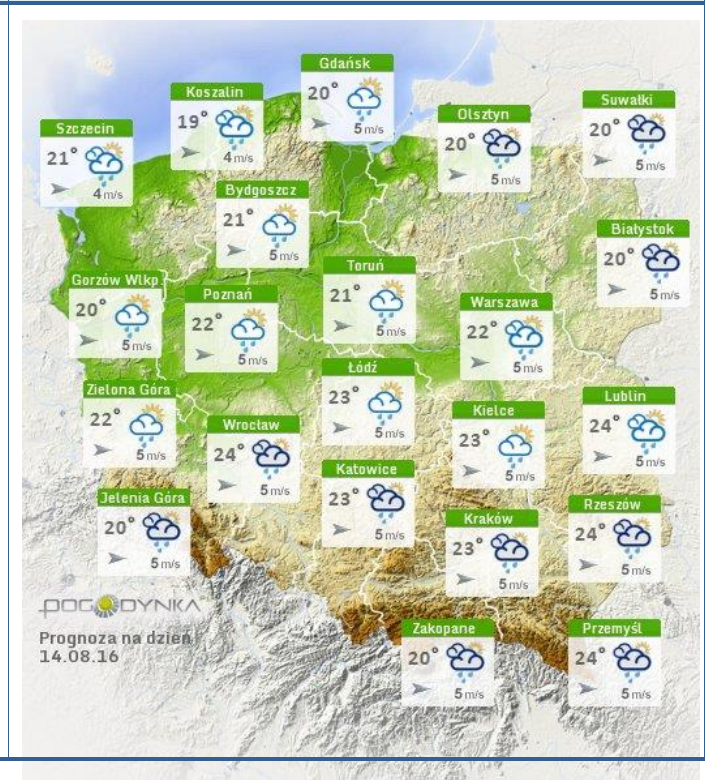 Gdańsk
20°
5 m/s
Koszalin
19°
4 m/s
Suwałki
20°
5 m/s
Olsztyn
20°
5 m/s
Szczecin
21°
4 m/s
Bydgoszcz
21°
5 m/s
Białystok
20°
5 m/s
Toruń
21°
5 m/s
Gorzów Wlkp
20°
5 m/s
Poznań
22°
5 m/s
Warszawa
22°
5 m/s
Łódź
23°
5 m/s
Zielona Góra
22°
5 m/s
Lublin
24°
5 m/s
Kielce
23°
5 m/s
Wrocław
24°
5 m/s
Katowice
23°
5 m/s
Jelenia Góra
20°
5 m/s
Rzeszów
24°
5 m/s
Kraków
23°
5 m/s
POGODYNKA
Prognoza na dzień
14.08.16
Zakopane
20°
5 m/s
Przemyśl
24°
5 m/s